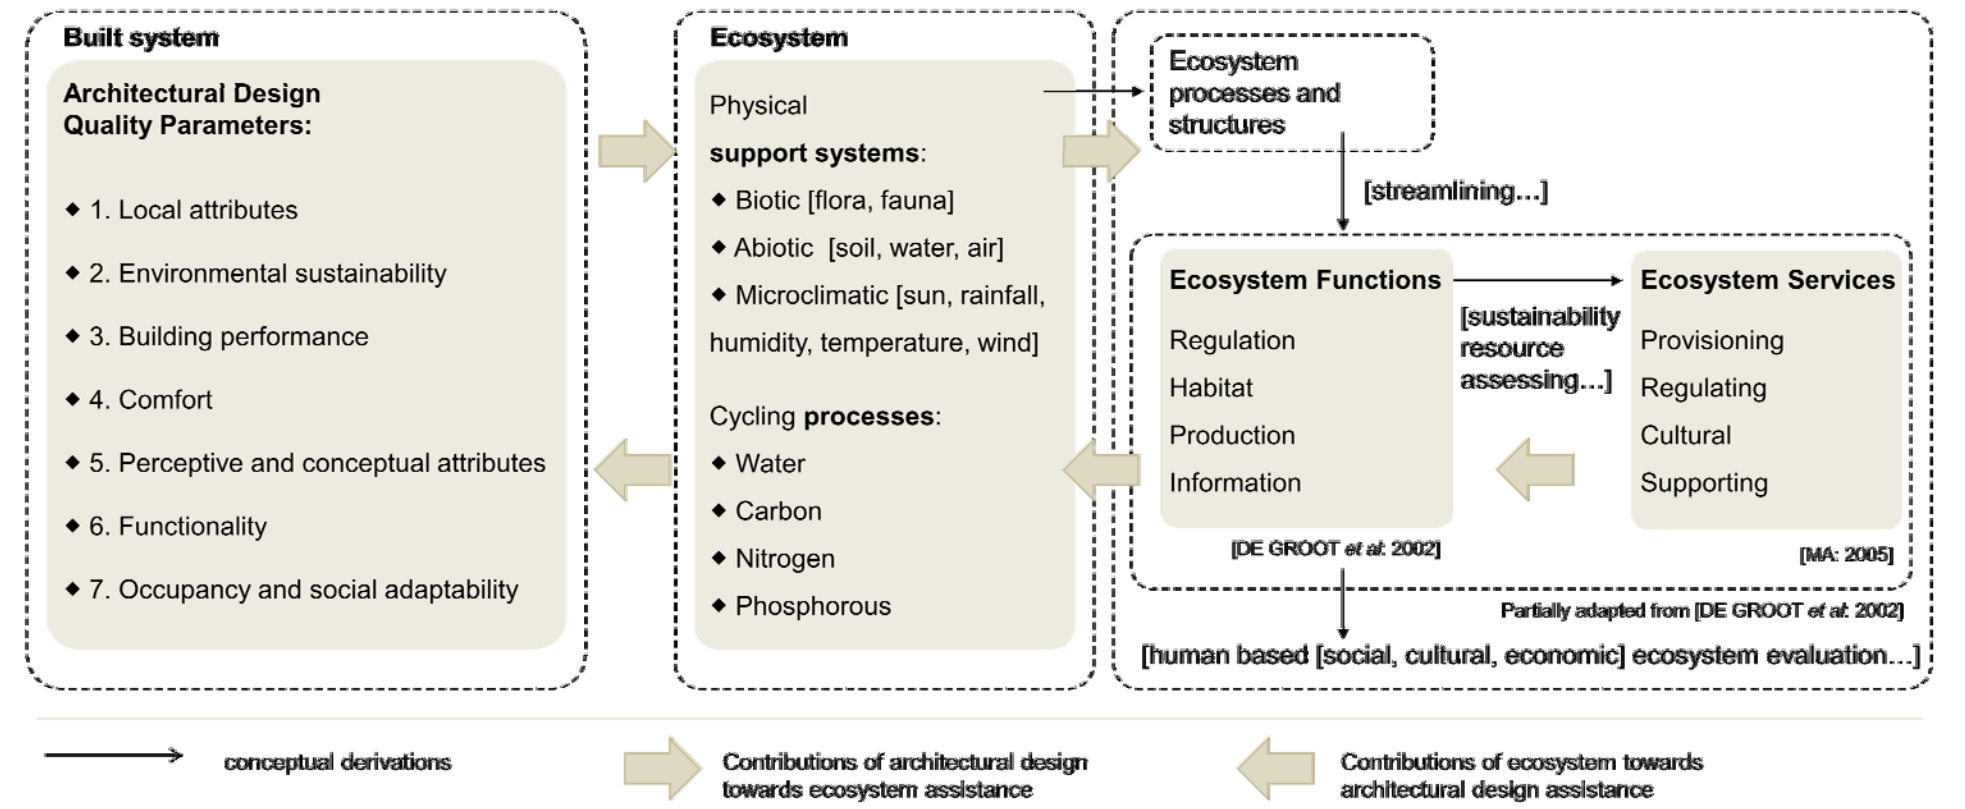 Built system
Architectural Design
Quality Parameters:
◆ 1. Local attributes
◆ 2. Environmental sustainability
◆ 3. Building performance
◆ 4. Comfort
◆ 5. Perceptive and conceptual attributes
◆ 6. Functionality
◆ 7. Occupancy and social adaptability
Ecosystem
Physical
support systems:
◆ Biotic [flora, fauna]
◆ Abiotic [soil, water, air]
◆ Microclimatic [sun, rainfall,
humidity, temperature, wind]
Cycling processes:
◆ Water
◆ Carbon
◆ Nitrogen
◆ Phosphorous
Ecosystem
processes and
structures
[streamlining…]
Ecosystem Functions
Regulation
Habitat
Production
Information
[DE GROOT et al: 2002]
[sustainability
resource
assessing…]
Ecosystem Services
Provisioning
Regulating
Cultural
Supporting
[MA: 2005]
Partially adapted from [DE GROOT et al: 2002]
[human based [social, cultural, economic] ecosystem evaluation…]
conceptual derivations
Contributions of architectural design
towards ecosystem assistance
Contributions of ecosystem towards
architectural design assistance